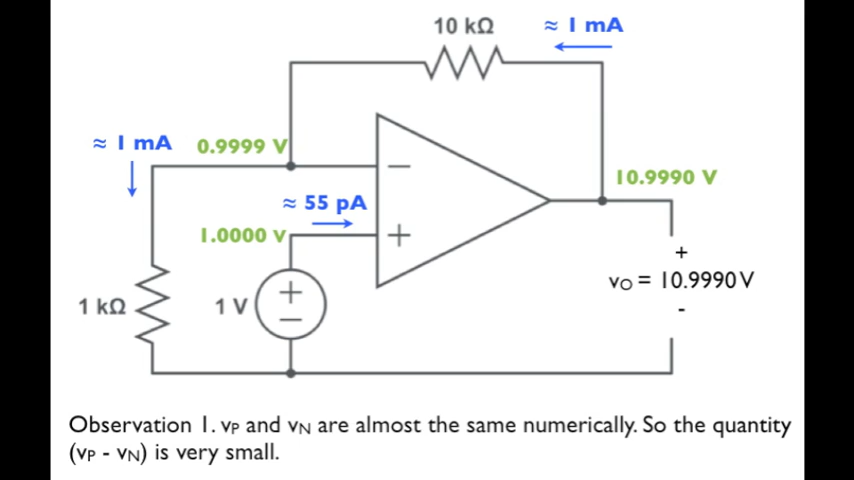 10 kΩ
≈ 1 mA
≈ 1 mA
0.9999 V
10.9990 V
≈ 55 pA
1.0000 V
−
+
+
vO = 10.9990 V
-
1 kΩ
1 V
+
−
Observation 1. vP and vN are almost the same numerically. So the quantity
(vP - vN) is very small.